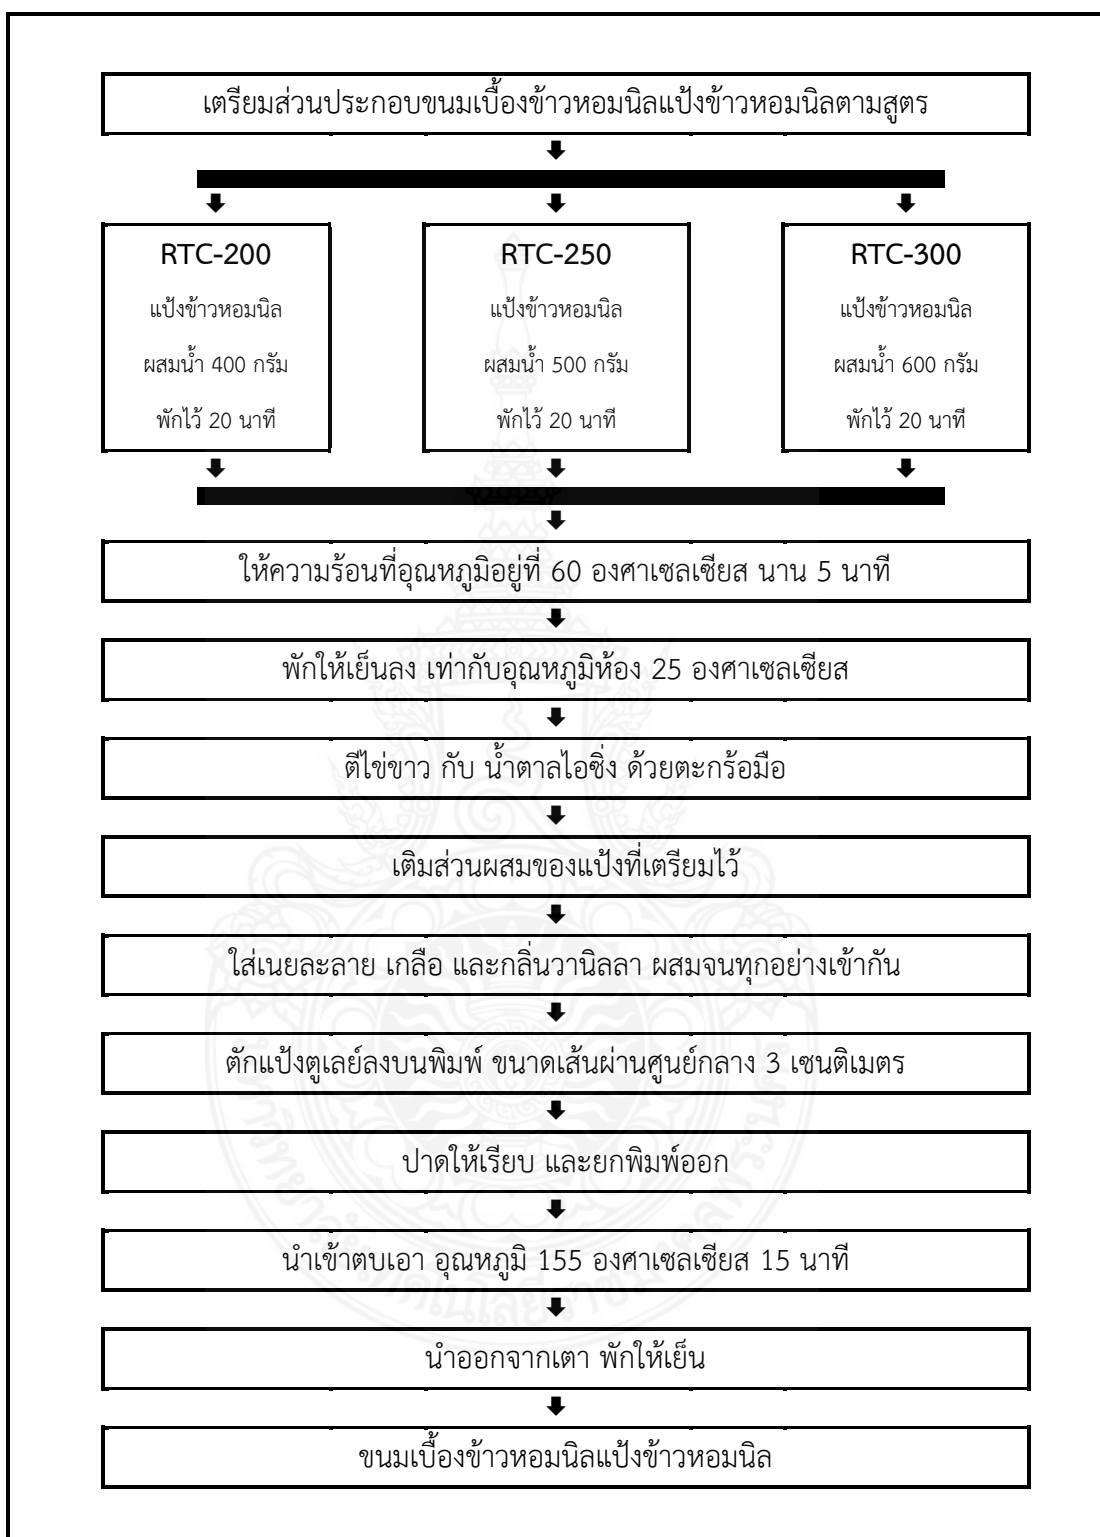 เตรียมส่วนประกอบขนมเบื้องข้าวหอมนิลแป้งข้าวหอมนิลตามสูตร
RTC-200
แป้งข้าวหอมนิล
ผสมน้ำ 400 กรัม
พักไว้ 20 นาที
RTC-250
แป้งข้าวหอมนิล
ผสมน้ำ 500 กรัม
พักไว้ 20 นาที
RTC-300
แป้งข้าวหอมนิล
ผสมน้ำ 600 กรัม
พักไว้ 20 นาที
ให้ความร้อนที่อุณหภูมิอยู่ที่ 60 องศาเซลเซียส นาน 5 นาที
พักให้เย็นลง เท่ากับอุณหภูมิห้อง 25 องศาเซลเซียส
ตีไข่ขาว กับ น้ำตาลไอซิ่ง ด้วยตะกร้อมือ
เติมส่วนผสมของแป้งที่เตรียมไว้
ใส่เนยละลาย เกลือ และกลิ่นวานิลลา ผสมจนทุกอย่างเข้ากัน
ตักแป้งตูเลย์ลงบนพิมพ์ ขนาดเส้นผ่านศูนย์กลาง 3 เซนติเมตร
ปาดให้เรียบ และยกพิมพ์ออก
นำเข้าตบเอา อุณหภูมิ 155 องศาเซลเซียส 15 นาที
นำออกจากเตา พักให้เย็น
ขนมเบื้องข้าวหอมนิลแป้งข้าวหอมนิล